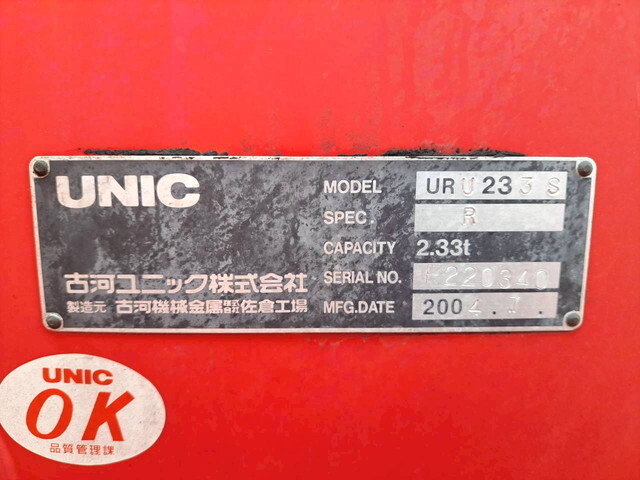 UNIC
MODEL URU233S
SPEC. R
CAPACITY 2.33t
古河ユニック株式会社
SERIAL NO.
製造元 古河機械金属株式会社佐倉工場
MFG.DATE 2004.
UNIC
OK
品質管理課